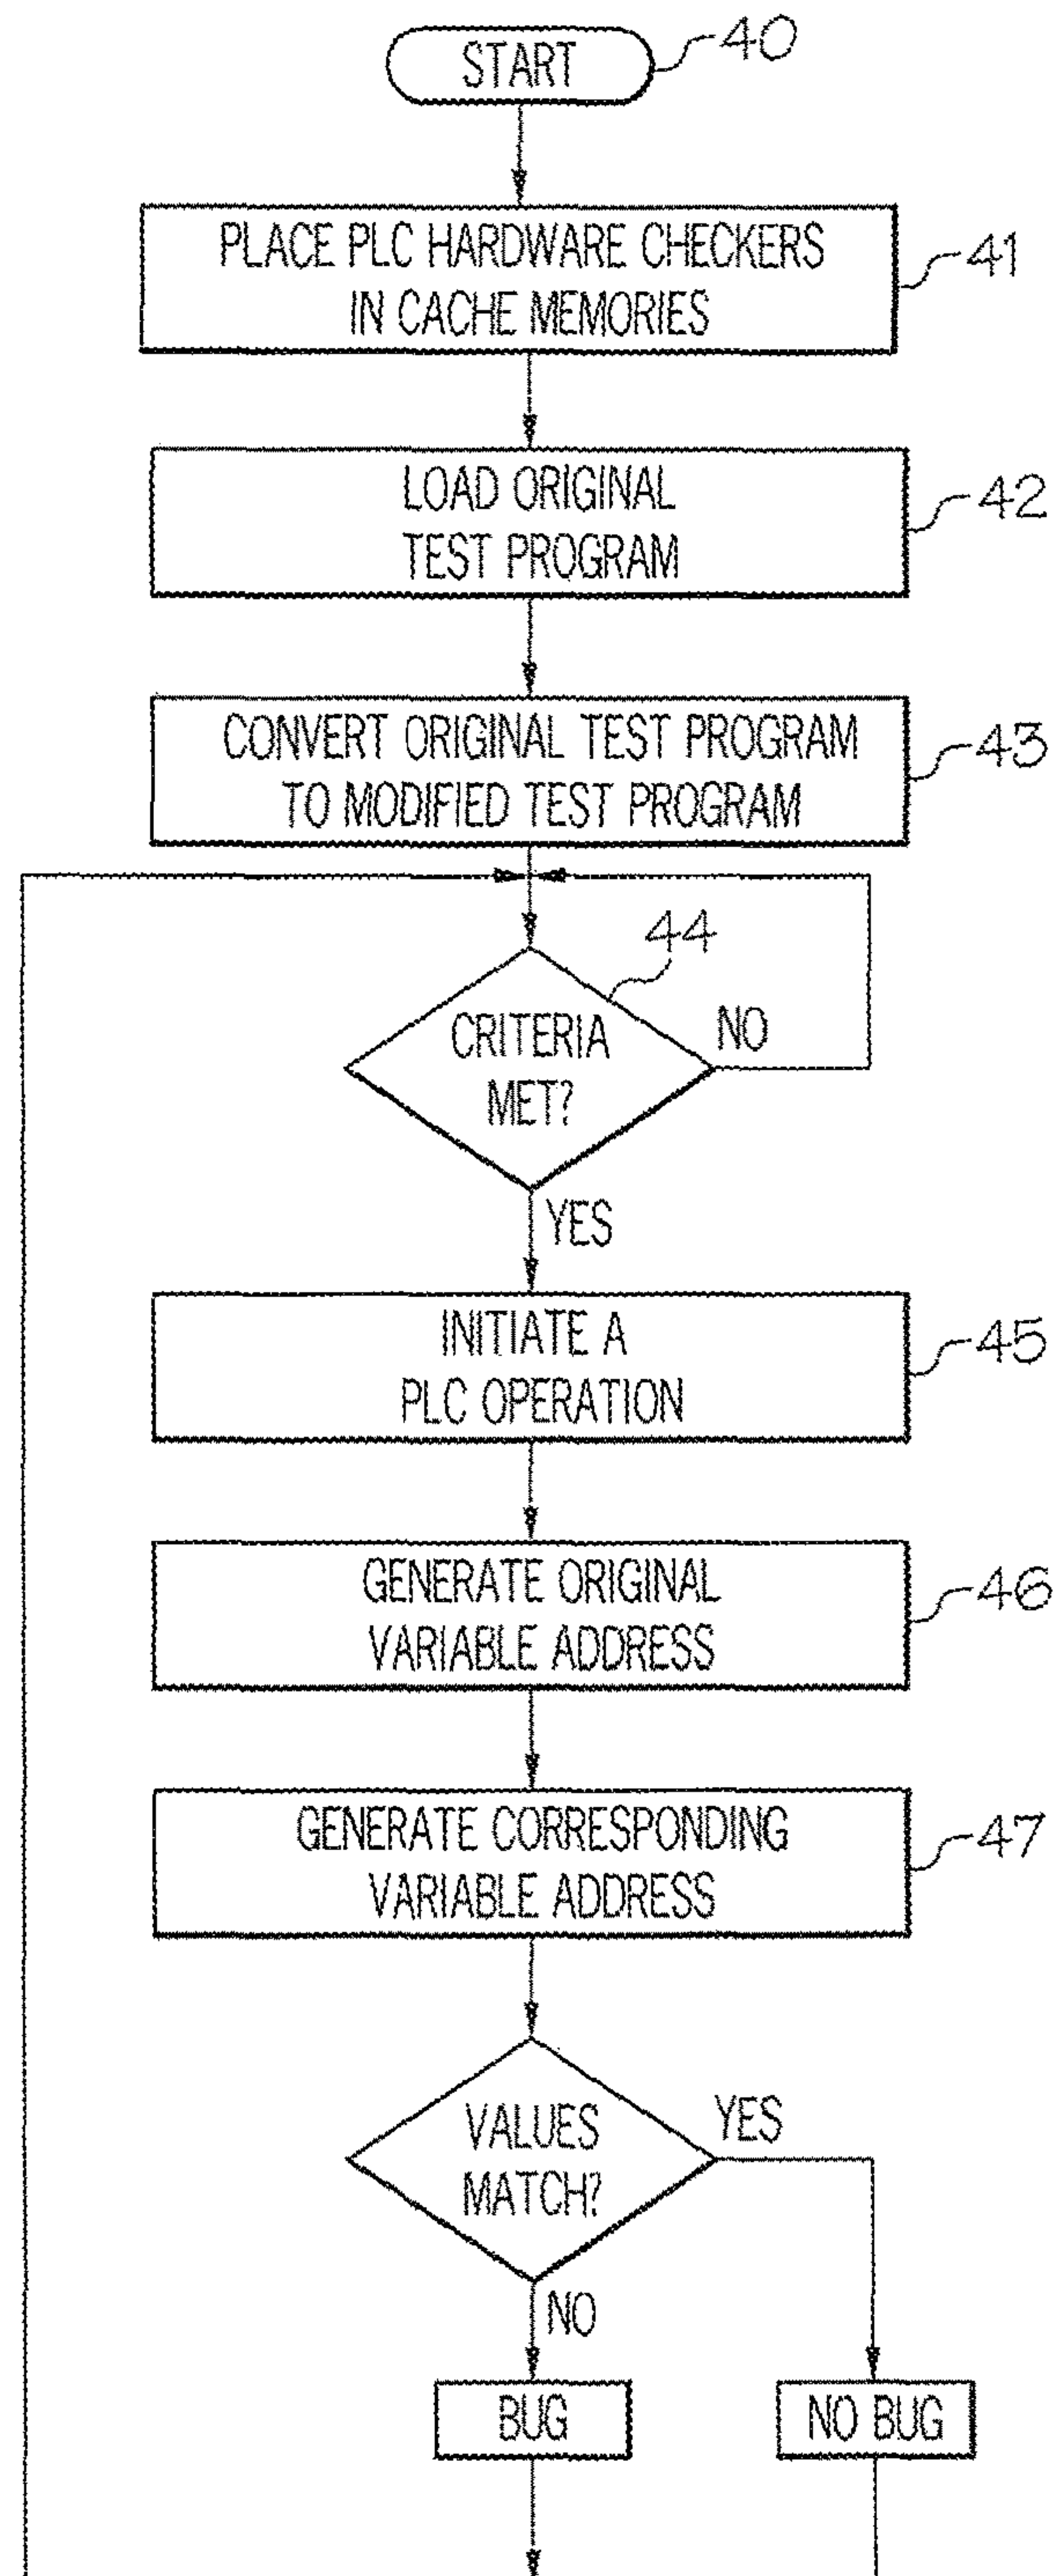 START
40
PLACE PLC HARDWARE CHECKERS
IN CACHE MEMORIES
41
LOAD ORIGINAL
TEST PROGRAM
42
CONVERT ORIGINAL TEST PROGRAM
TO MODIFIED TEST PROGRAM
43
44
CRITERIA
MET?
NO
YES
INITIATE A
PLC OPERATION
45
GENERATE ORIGINAL
VARIABLE ADDRESS
46
GENERATE CORRESPONDING
VARIABLE ADDRESS
47
VALUES
MATCH?
YES
NO
BUG
NO BUG